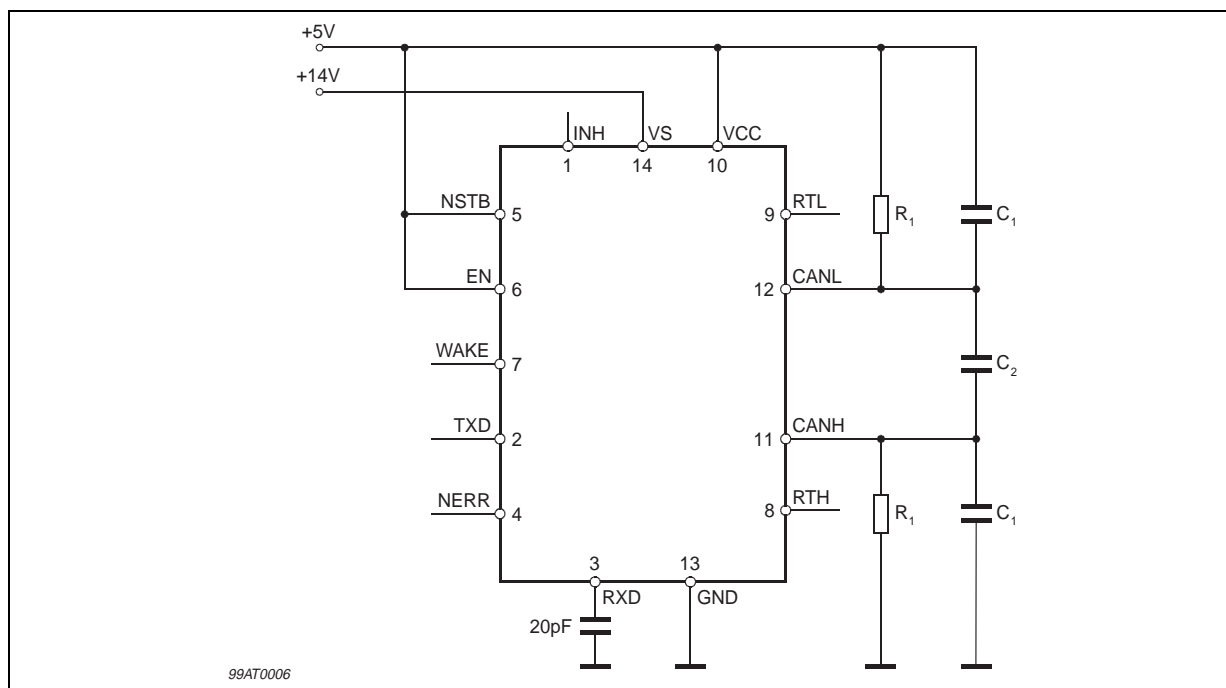 +5V
+14V
INH VS VCC
1 14 10
NSTB RTL
5 9 R1 C1
EN CANL
6 12
WAKE
7 C2
TXD CANH
2 11
NERR RTH
4 8 R1 C1
3 13
RXD GND
20pF
99AT0006